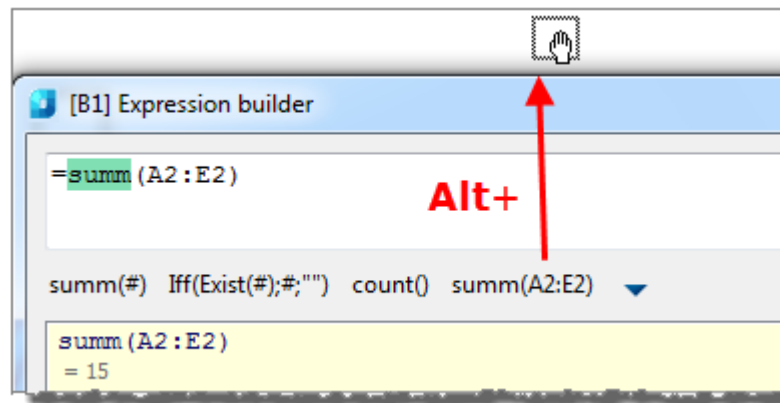 [B1] Expression builder
=summ(A2:E2)
Alt+
summ(#) Iff(Exist(#);#;"") count() summ(A2:E2)
summ(A2:E2)
= 15